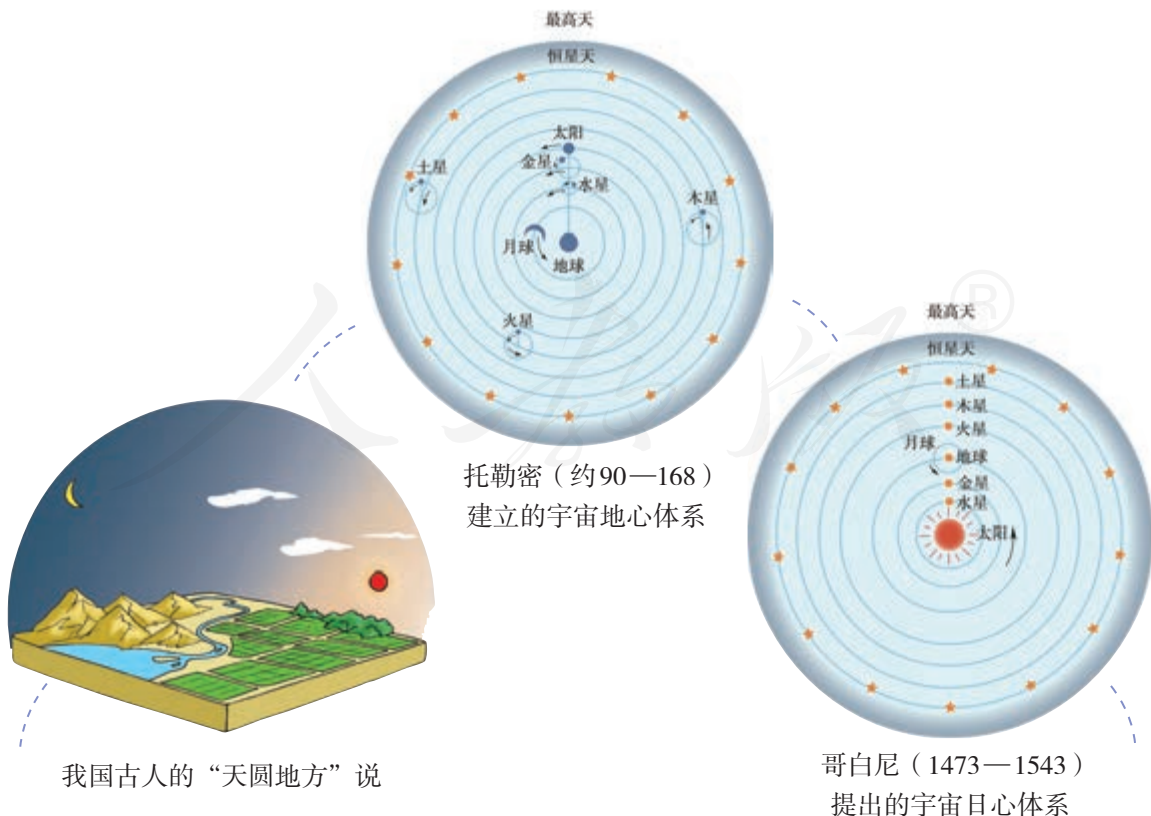 最高天
恒星天
太阳
金星
土星
水星
木星
月球
地球
火星
托勒密（约90—168）
建立的宇宙地心体系
最高天
恒星天
土星
木星
火星
月球
地球
金星
水星
太阳
哥白尼（1473—1543）
提出的宇宙日心体系
我国古人的“天圆地方”说
人教版®